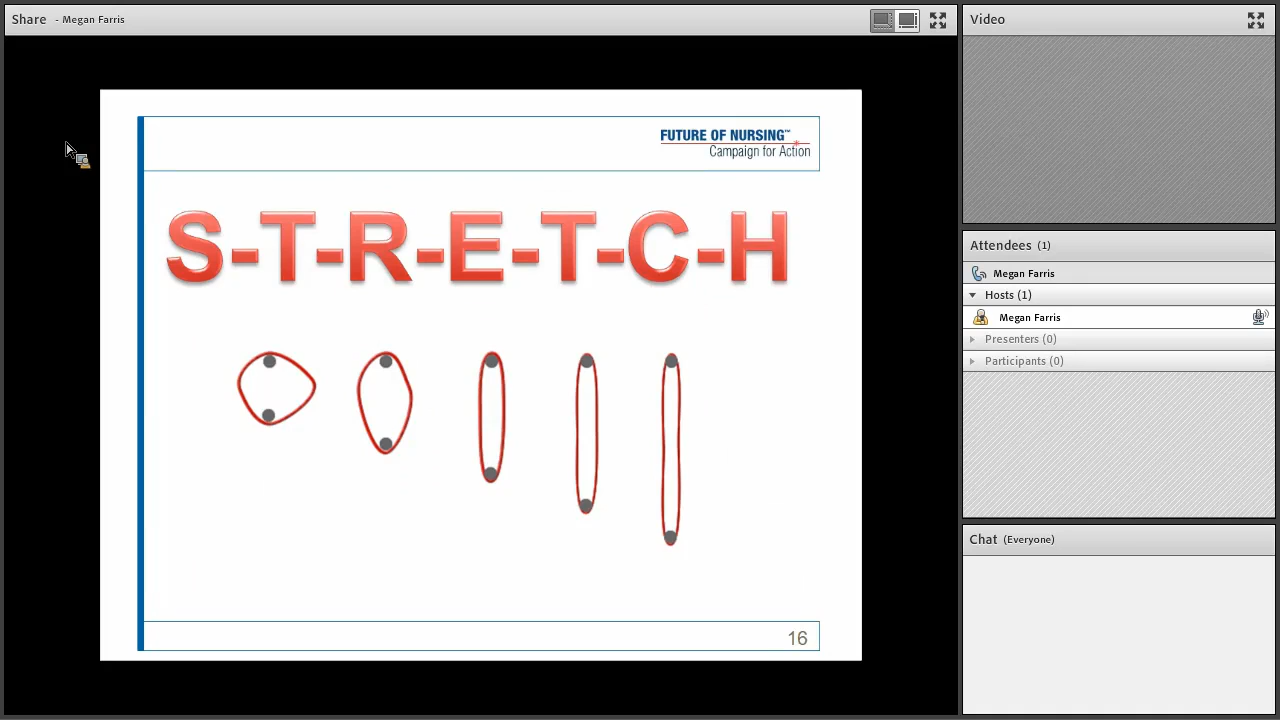 Share - Megan Farris
FUTURE OF NURSING™
Campaign for Action
S-T-R-E-T-C-H
16
Video
Attendees (1)
Megan Farris
Hosts (1)
Megan Farris
Presenters (0)
Participants (0)
Chat (Everyone)